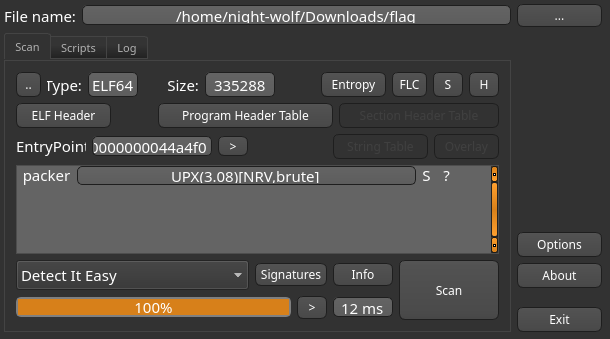 File name: /home/night-wolf/Downloads/flag ...
Scan Scripts Log
.. Type: ELF64 Size: 335288 Entropy FLC S H
ELF Header Program Header Table Section Header Table
EntryPoint 0000000044a4f0 > String Table Overlay
packer UPX(3.08)[NRV,brute] S ?
Options
Detect It Easy Signatures Info Scan About
100% > 12 ms Exit